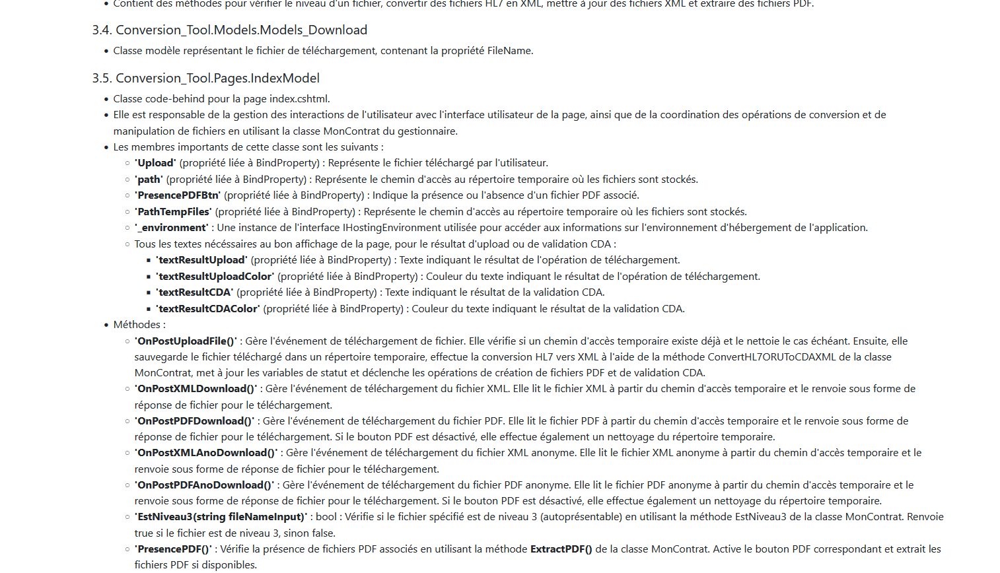 • Contient des méthodes pour vérifier le niveau d'un fichier, convertir des fichiers HL7 en XML, mettre à jour des fichiers XML et extraire des fichiers PDF.
3.4. Conversion_Tool.Models.Models_Download
• Classe modèle représentant le fichier de téléchargement, contenant la propriété FileName.
3.5. Conversion_Tool.Pages.IndexModel
• Classe code-behind pour la page index.cshtml.
• Elle est responsable de la gestion des interactions de l'utilisateur avec l'interface utilisateur de la page, ainsi que de la coordination des opérations de conversion et de
manipulation de fichiers en utilisant la classe MonContrat du gestionnaire.
• Les membres importants de cette classe sont les suivants :
○ 'Upload' (propriété liée à BindProperty) : Représente le fichier téléchargé par l'utilisateur.
○ 'path' (propriété liée à BindProperty) : Représente le chemin d'accès au répertoire temporaire où les fichiers sont stockés.
○ 'PresencePDFBtn' (propriété liée à BindProperty) : Indique la présence ou l'absence d'un fichier PDF associé.
○ 'PathTempFiles' (propriété liée à BindProperty) : Représente le chemin d'accès au répertoire temporaire où les fichiers sont stockés.
○ '_environment' : Une instance de l'interface IHostingEnvironment utilisée pour accéder aux informations sur l'environnement d'hébergement de l'application.
○ Tous les textes nécéssaires au bon affichage de la page, pour le résultat d'upload ou de validation CDA :
▪ 'textResultUpload' (propriété liée à BindProperty) : Texte indiquant le résultat de l'opération de téléchargement.
▪ 'textResultUploadColor' (propriété liée à BindProperty) : Couleur du texte indiquant le résultat de l'opération de téléchargement.
▪ 'textResultCDA' (propriété liée à BindProperty) : Texte indiquant le résultat de la validation CDA.
▪ 'textResultCDAColor' (propriété liée à BindProperty) : Couleur du texte indiquant le résultat de la validation CDA.
• Méthodes :
○ 'OnPostUploadFile()' : Gère l'événement de téléchargement de fichier. Elle vérifie si un chemin d'accès temporaire existe déjà et le nettoie le cas échéant. Ensuite, elle
sauvegarde le fichier téléchargé dans un répertoire temporaire, effectue la conversion HL7 vers XML à l'aide de la méthode ConvertHL7ORUToCDAXML de la classe
MonContrat, met à jour les variables de statut et déclenche les opérations de création de fichiers PDF et de validation CDA.
○ 'OnPostXMLDownload()' : Gère l'événement de téléchargement du fichier XML. Elle lit le fichier XML à partir du chemin d'accès temporaire et le renvoie sous forme de
réponse de fichier pour le téléchargement.
○ 'OnPostPDFDownload()' : Gère l'événement de téléchargement du fichier PDF. Elle lit le fichier PDF à partir du chemin d'accès temporaire et le renvoie sous forme de
réponse de fichier pour le téléchargement. Si le bouton PDF est désactivé, elle effectue également un nettoyage du répertoire temporaire.
○ 'OnPostXMLAnoDownload()' : Gère l'événement de téléchargement du fichier XML anonyme. Elle lit le fichier XML anonyme à partir du chemin d'accès temporaire et le
renvoie sous forme de réponse de fichier pour le téléchargement.
○ 'OnPostPDFAnoDownload()' : Gère l'événement de téléchargement du fichier PDF anonyme. Elle lit le fichier PDF anonyme à partir du chemin d'accès temporaire et le
renvoie sous forme de réponse de fichier pour le téléchargement. Si le bouton PDF est désactivé, elle effectue également un nettoyage du répertoire temporaire.
○ 'EstNiveau3(string fileNameInput)' : bool : Vérifie si le fichier spécifié est de niveau 3 (autoprésentable) en utilisant la méthode EstNiveau3 de la classe MonContrat. Renvoie
true si le fichier est de niveau 3, sinon false.
○ 'PresencePDF()' : Vérifie la présence de fichiers PDF associés en utilisant la méthode ExtractPDF() de la classe MonContrat. Active le bouton PDF correspondant et extrait les
fichiers PDF si disponibles.